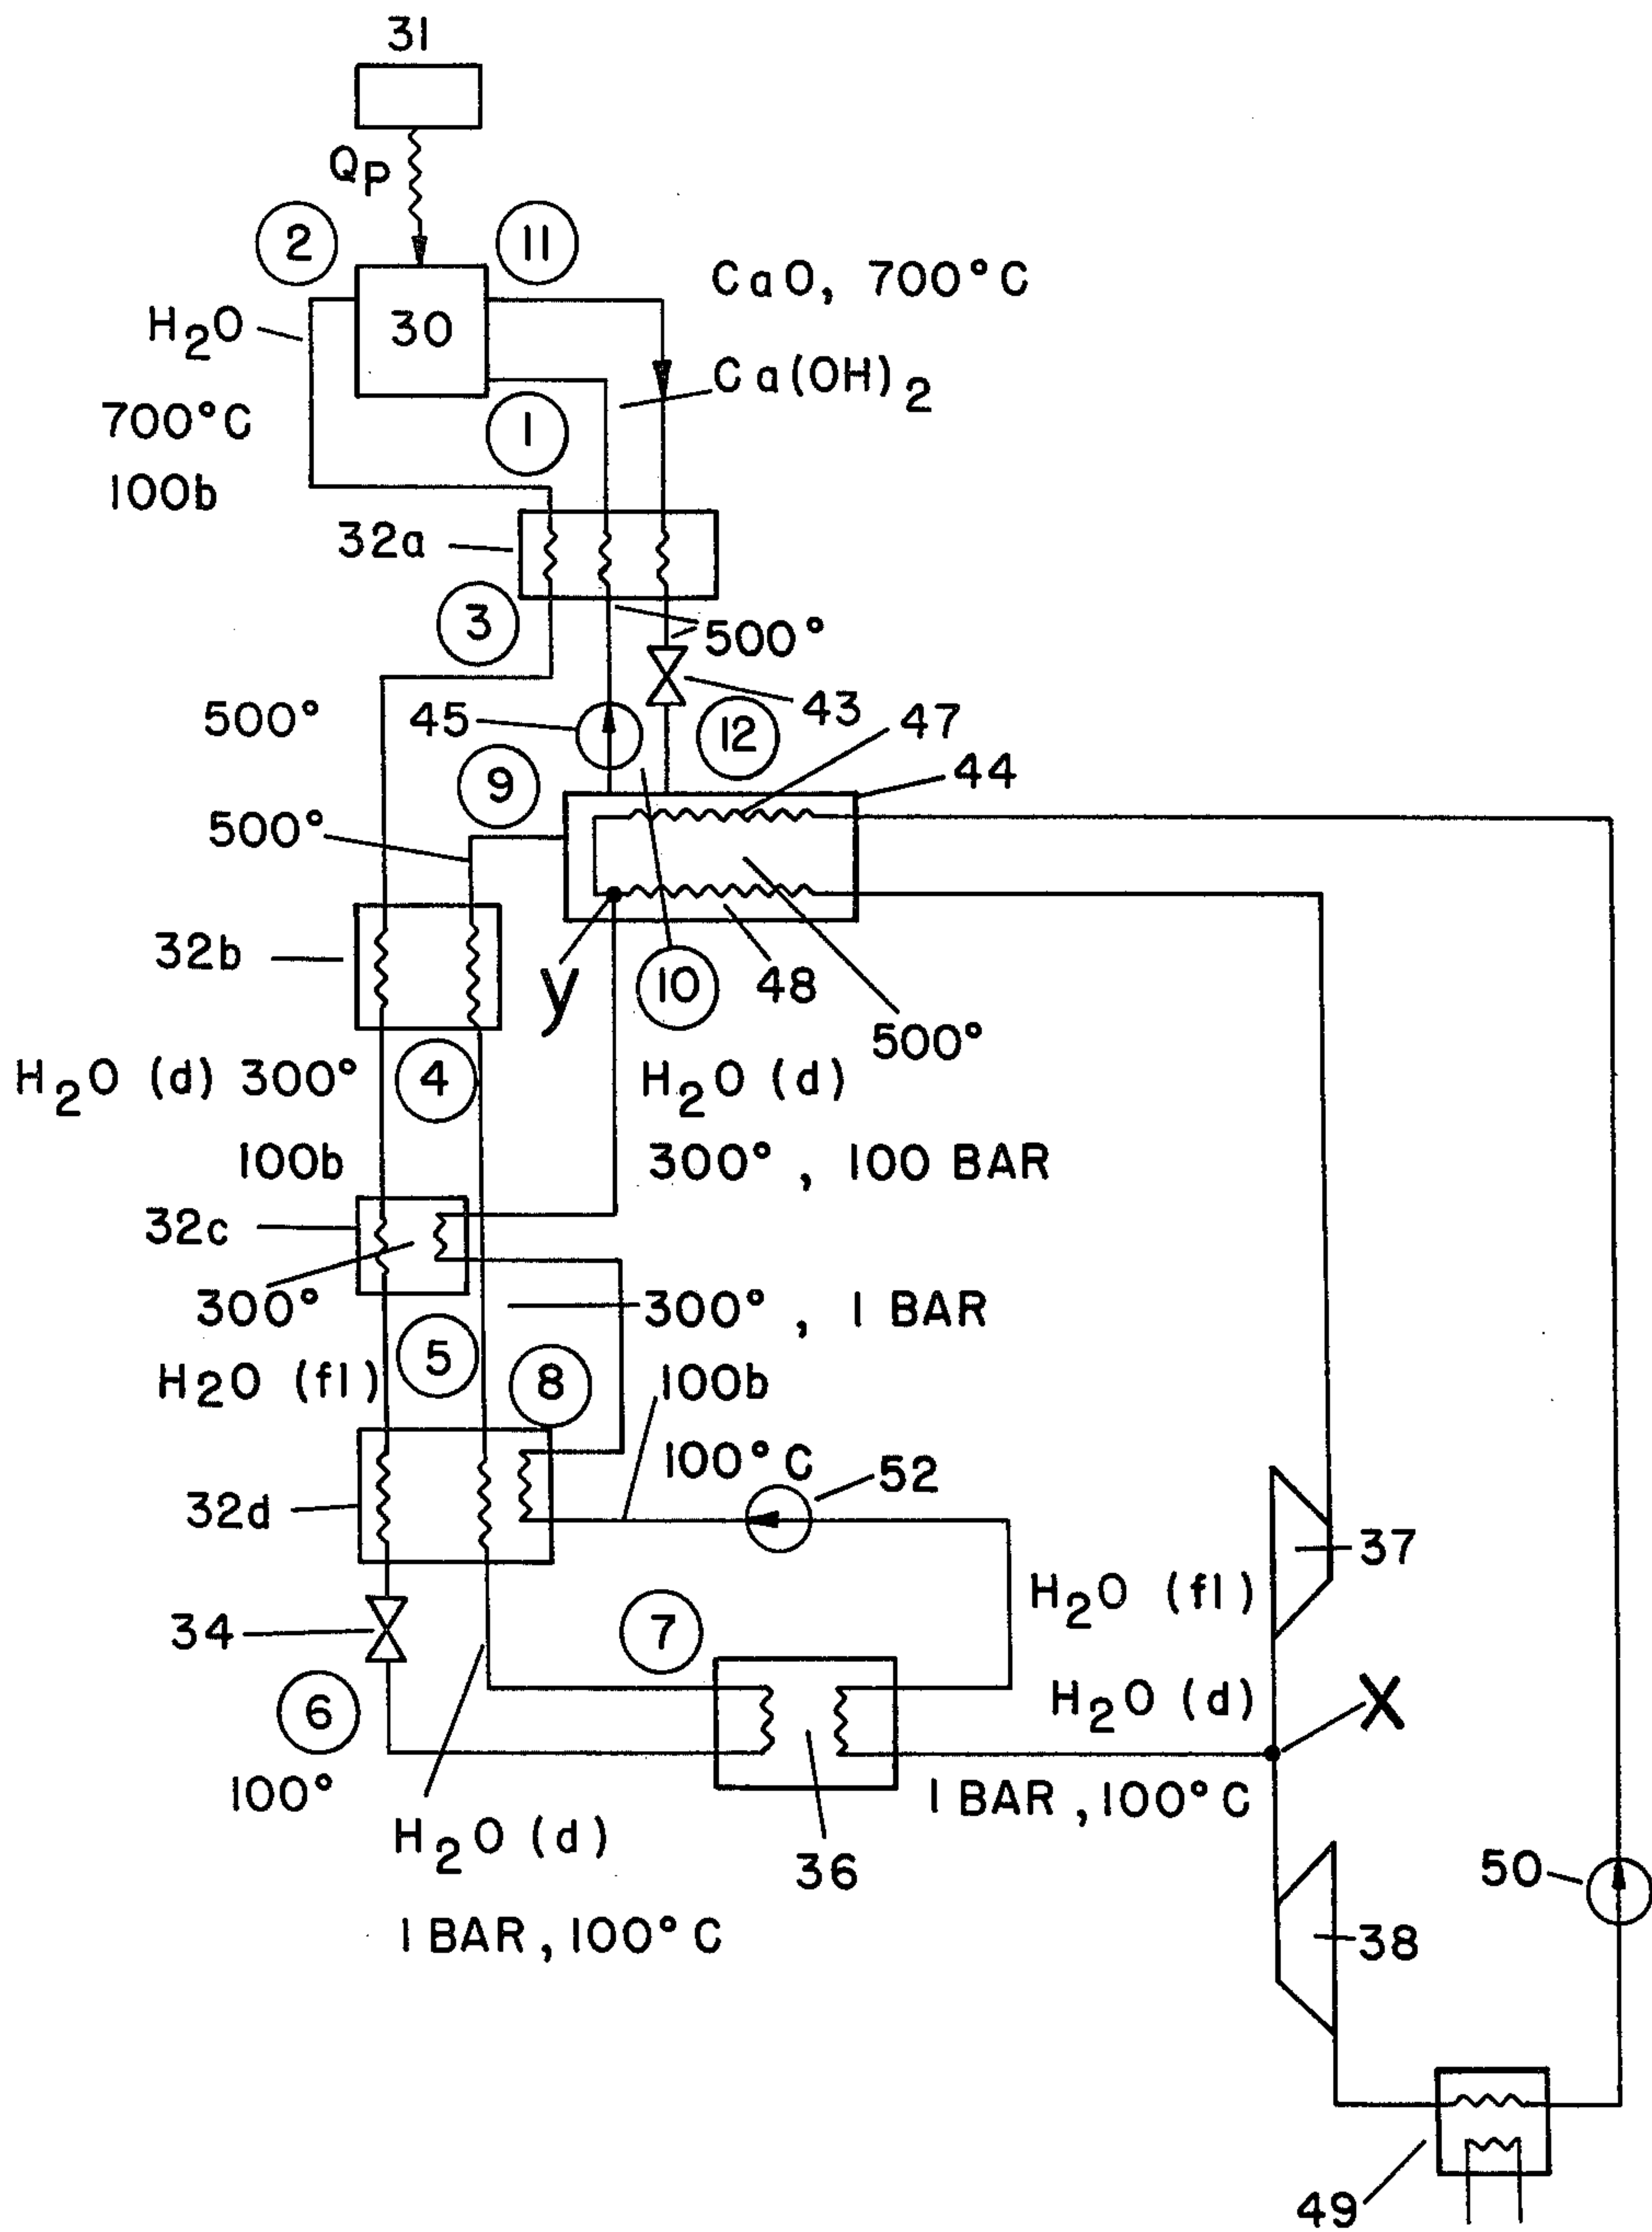 31
QP
2
11
CaO, 700°C
H2O
30
Ca(OH)2
700°C
1
100b
32a
3
500°
500°
45
43
47
12
9
44
500°
32b
y
10
48
500°
H2O (d) 300°
4
H2O (d)
100b
300°, 100 BAR
32c
300°
300°, 1 BAR
5
H2O (fl)
8
100b
100°C
52
32d
37
H2O (fl)
34
7
H2O (d)
X
6
100°
1 BAR, 100°C
H2O (d)
36
50
1 BAR, 100°C
38
49